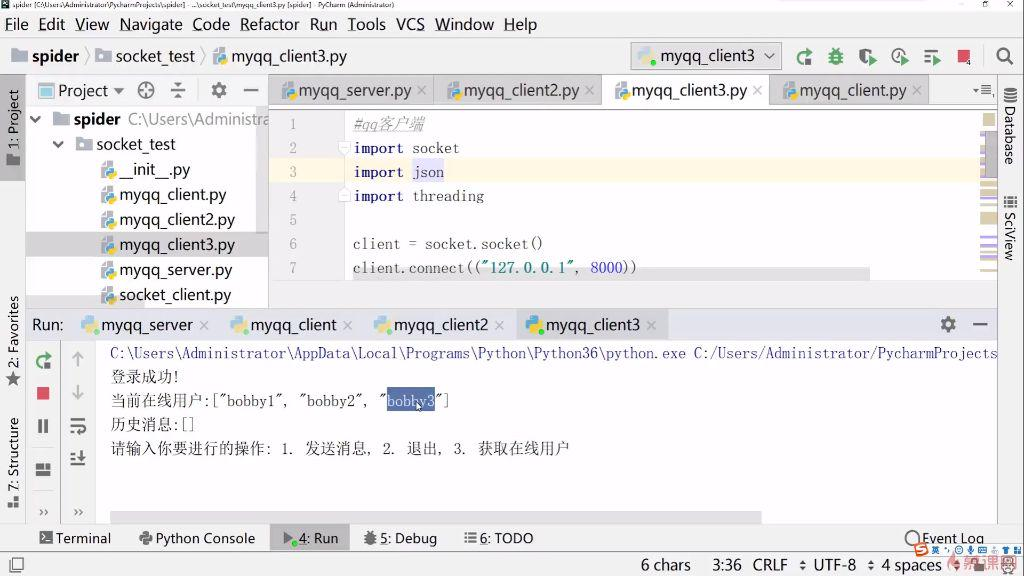 spider [C:\Users\Administrator\PycharmProjects\spider] - ...\socket_test\myqq_client3.py [spider] - PyCharm (Administrator)
File Edit View Navigate Code Refactor Run Tools VCS Window Help
spider socket_test myqq_client3.py myqq_client3
1: Project
Project
myqq_server.py myqq_client2.py myqq_client3.py myqq_client.py
spider C:\Users\Administra
socket_test
__init__.py
myqq_client.py
myqq_client2.py
myqq_client3.py
myqq_server.py
socket_client.py
1 #qq客户端
2 import socket
3 import json
4 import threading
5
6 client = socket.socket()
7 client.connect(("127.0.0.1", 8000))
Database
SciView
Run: myqq_server myqq_client myqq_client2 myqq_client3
2: Favorites
7: Structure
C:\Users\Administrator\AppData\Local\Programs\Python\Python36\python.exe C:/Users/Administrator/PycharmProjects
登录成功!
当前在线用户:["bobby1", "bobby2", "bobby3"]
历史消息:[]
请输入你要进行的操作: 1. 发送消息, 2. 退出, 3. 获取在线用户
Terminal Python Console 4: Run 5: Debug 6: TODO Event Log
6 chars 3:36 CRLF UTF-8 4 spaces
英